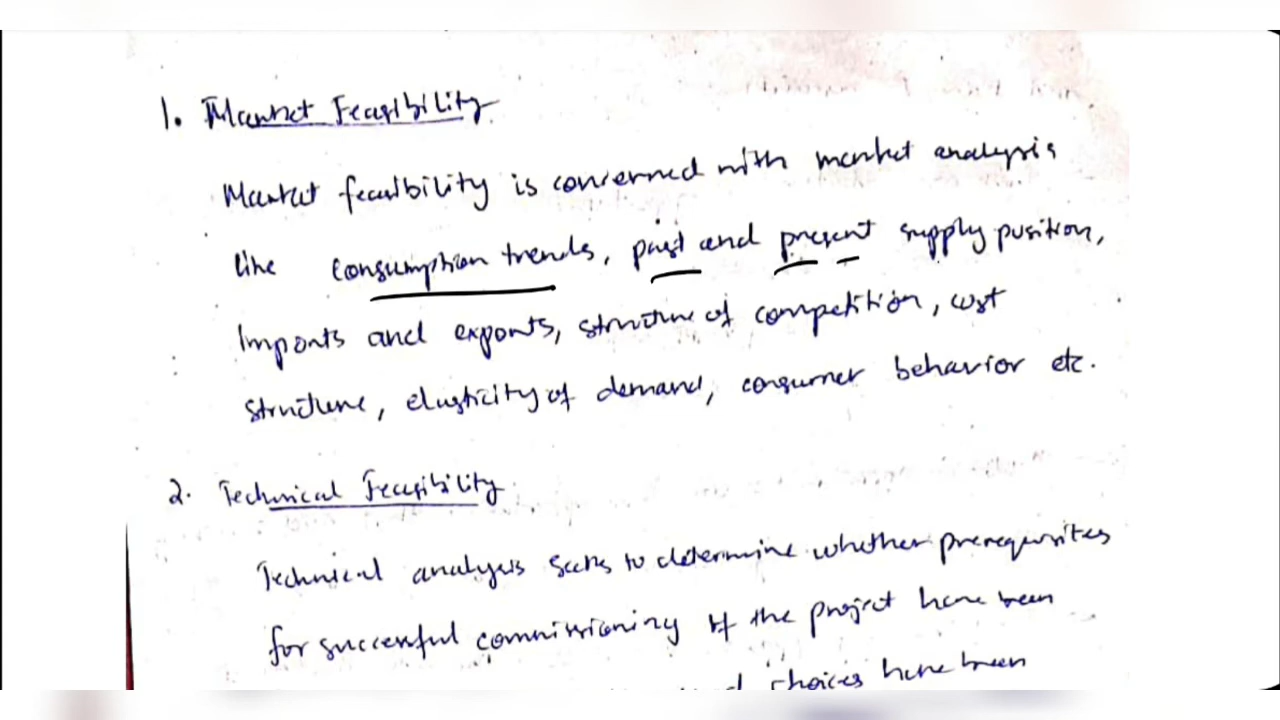 1. Market Feasibility
Market feasibility is concerned with market analysis
like consumption trends, past and present supply position,
Imports and exports, structure of competition, cost
structure, elasticity of demand, consumer behavior etc.
2. Technical Feasibility
Technical analysis seeks to determine whether prerequisites
for successful commissioning of the project have been
choices have been